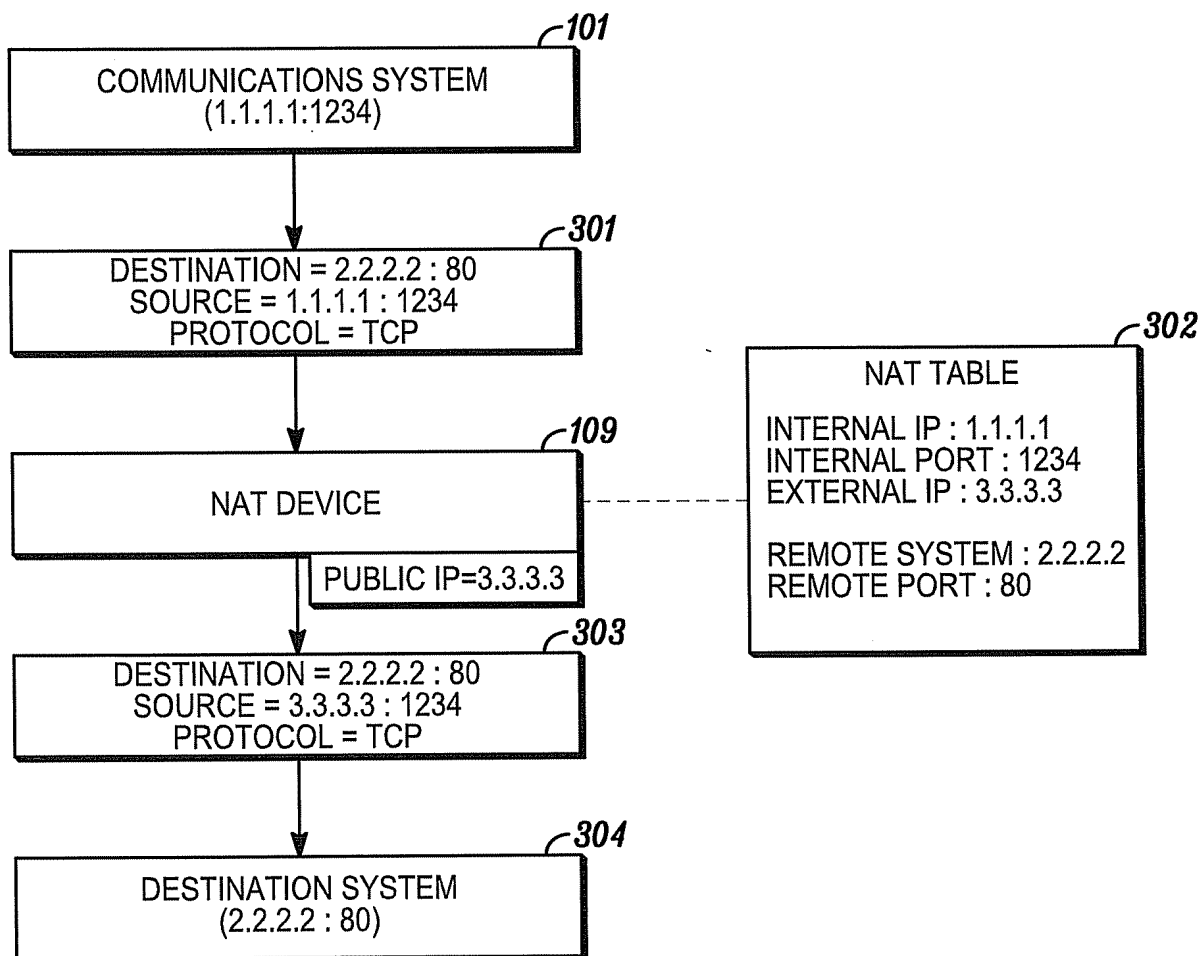 101
COMMUNICATIONS SYSTEM
(1.1.1.1:1234)
301
DESTINATION = 2.2.2.2 : 80
SOURCE = 1.1.1.1 : 1234
PROTOCOL = TCP
109
NAT DEVICE
PUBLIC IP=3.3.3.3
302
NAT TABLE
INTERNAL IP : 1.1.1.1
INTERNAL PORT : 1234
EXTERNAL IP : 3.3.3.3
REMOTE SYSTEM : 2.2.2.2
REMOTE PORT : 80
303
DESTINATION = 2.2.2.2 : 80
SOURCE = 3.3.3.3 : 1234
PROTOCOL = TCP
304
DESTINATION SYSTEM
(2.2.2.2 : 80)